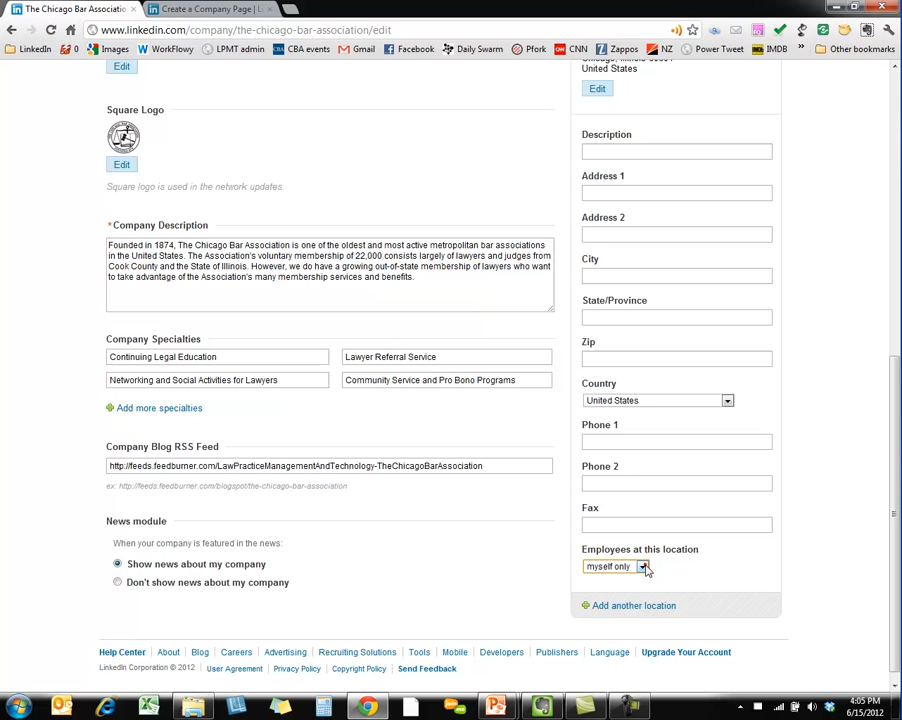 The Chicago Bar Associatio
Create a Company Page | L
www.linkedin.com/company/the-chicago-bar-association/edit
LinkedIn
0
Images
WorkFlowy
LPMT admin
CBA events
Gmail
Facebook
Daily Swarm
Pfork
CNN
Zappos
NZ
Power Tweet
IMDB
»
Other bookmarks
Edit
United States
Edit
Square Logo
Edit
Square logo is used in the network updates.
Description
Address 1
Address 2
City
State/Province
Zip
Country
United States
Phone 1
Phone 2
Fax
Employees at this location
myself only
Add another location
*Company Description
Founded in 1874, The Chicago Bar Association is one of the oldest and most active metropolitan bar associations
in the United States. The Association's voluntary membership of 22,000 consists largely of lawyers and judges from
Cook County and the State of Illinois. However, we do have a growing out-of-state membership of lawyers who want
to take advantage of the Association's many membership services and benefits.
Company Specialties
Continuing Legal Education
Lawyer Referral Service
Networking and Social Activities for Lawyers
Community Service and Pro Bono Programs
Add more specialties
Company Blog RSS Feed
http://feeds.feedburner.com/LawPracticeManagementAndTechnology-TheChicagoBarAssociation
ex: http://feeds.feedburner.com/blogspot/the-chicago-bar-association
News module
When your company is featured in the news:
Show news about my company
Don't show news about my company
Help Center
About
Blog
Careers
Advertising
Recruiting Solutions
Tools
Mobile
Developers
Publishers
Language
Upgrade Your Account
LinkedIn Corporation © 2012
User Agreement
Privacy Policy
Copyright Policy
Send Feedback
4:05 PM
6/15/2012